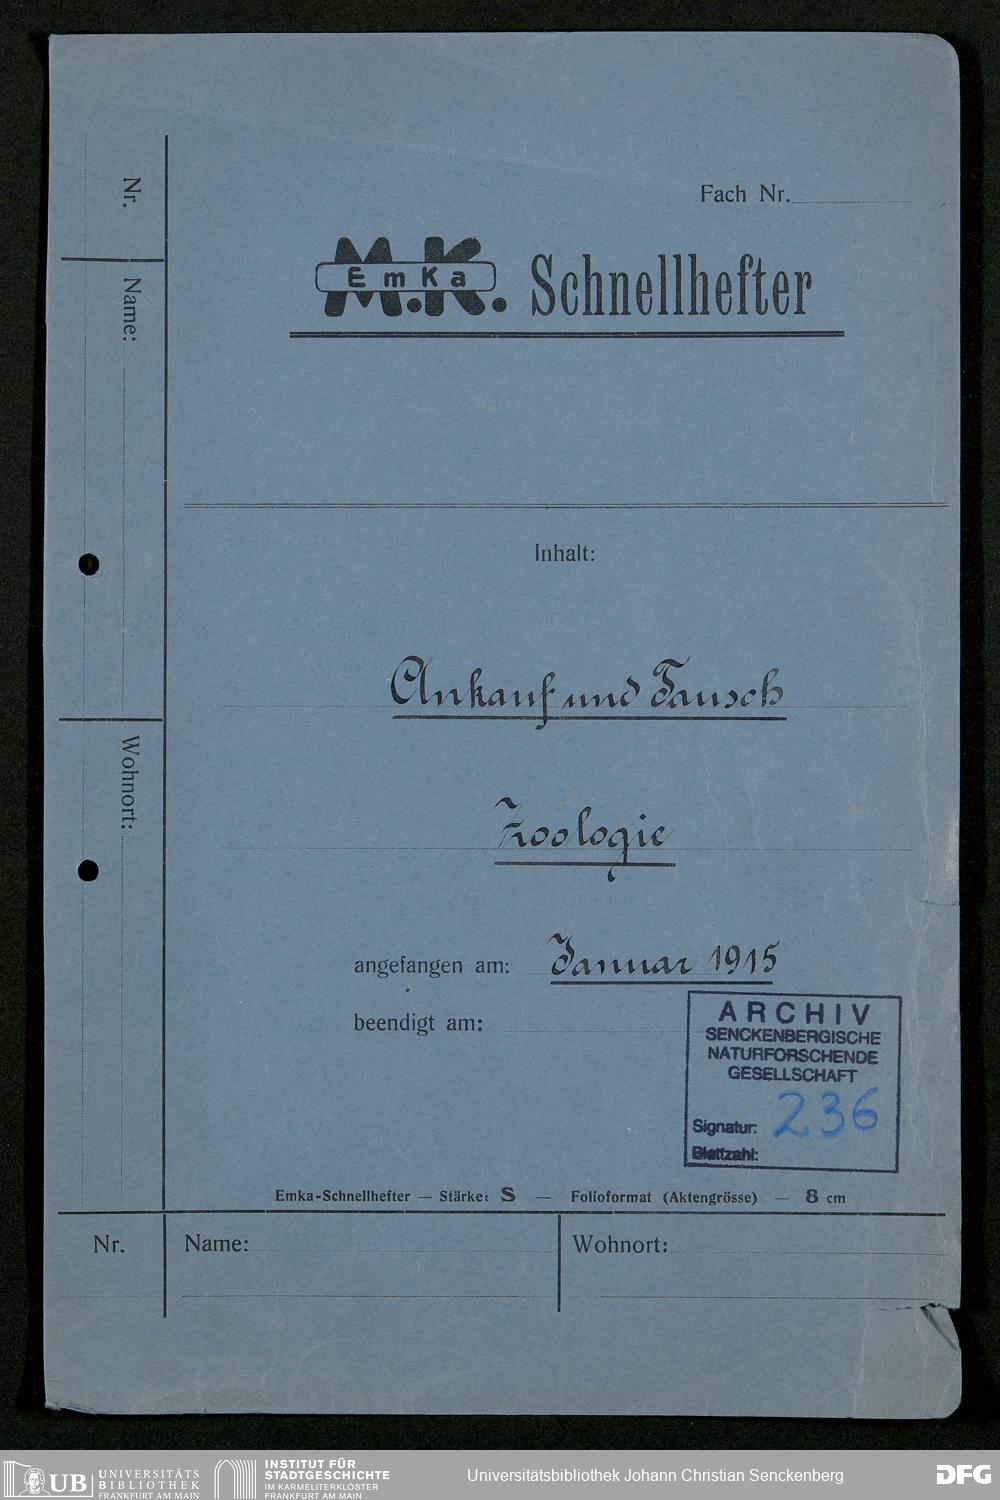 Nr.
Name:
Wohnort:
Fach Nr.
M.K.
EmKa
Schnellhefter
Inhalt:
Ankauf und Tausch
Zoologie
angefangen am: Januar 1915
beendigt am:
ARCHIV
SENCKENBERGISCHE
NATURFORSCHENDE
GESELLSCHAFT
Signatur: 236
Blattzahl:
Emka-Schnellhefter — Stärke: S — Folioformat (Aktengrösse) — 8 cm
Nr. Name: Wohnort:
UB UNIVERSITÄTS
BIBLIOTHEK
FRANKFURT AM MAIN
INSTITUT FÜR
STADTGESCHICHTE
IM KARMELITERKLOSTER
FRANKFURT AM MAIN
Universitätsbibliothek Johann Christian Senckenberg
DFG